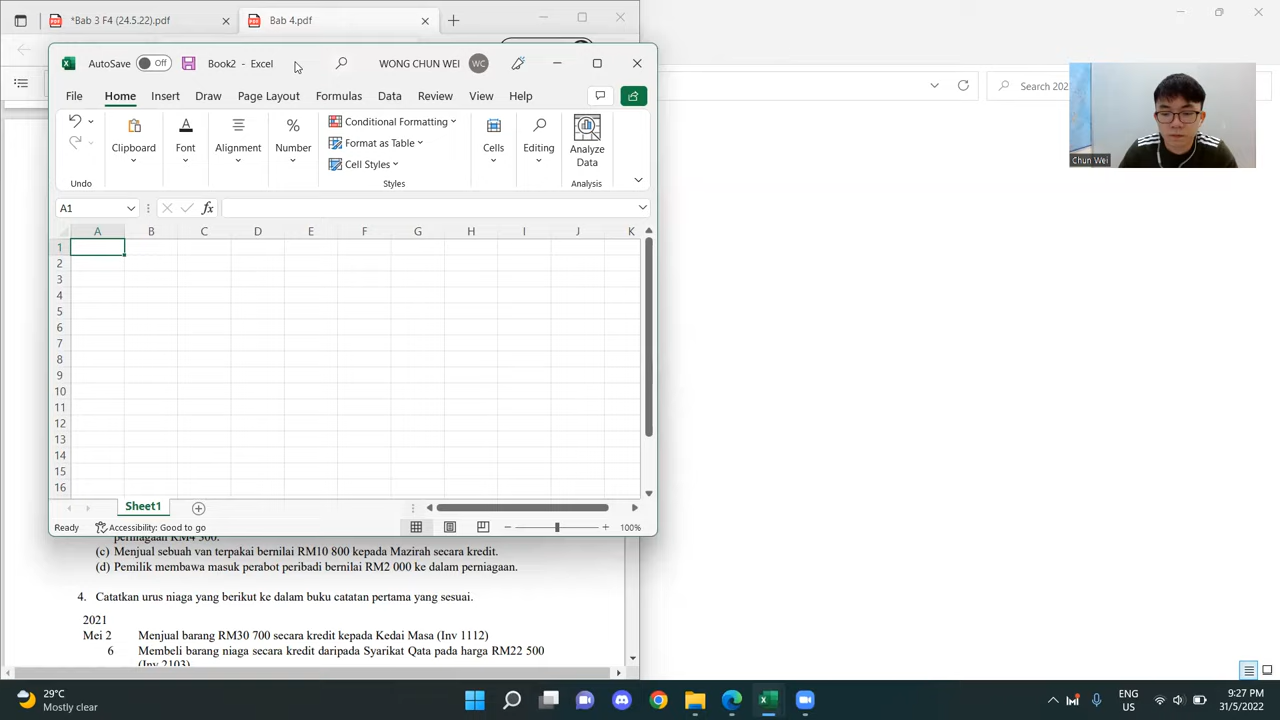 *Bab 3 F4 (24.5.22).pdf
Bab 4.pdf
AutoSave Off Book2 - Excel WONG CHUN WEI WC
File Home Insert Draw Page Layout Formulas Data Review View Help
Search 202
Clipboard Font Alignment Number
Conditional Formatting
Format as Table
Cell Styles
Cells Editing Analyze
Data
Undo Styles Analysis
Chun Wei
A1 fx
A B C D E F G H I J K
1
2
3
4
5
6
7
8
9
10
11
12
13
14
15
16
Sheet1
Ready Accessibility: Good to go 100%
(c) Menjual sebuah van terpakai bernilai RM10 800 kepada Mazirah secara kredit.
(d) Pemilik membawa masuk perabot peribadi bernilai RM2 000 ke dalam perniagaan.
4. Catatkan urus niaga yang berikut ke dalam buku catatan pertama yang sesuai.
2021
Mei 2 Menjual barang RM30 700 secara kredit kepada Kedai Masa (Inv 1112)
6 Membeli barang niaga secara kredit daripada Syarikat Qata pada harga RM22 500
29°C
Mostly clear
ENG
US
9:27 PM
31/5/2022